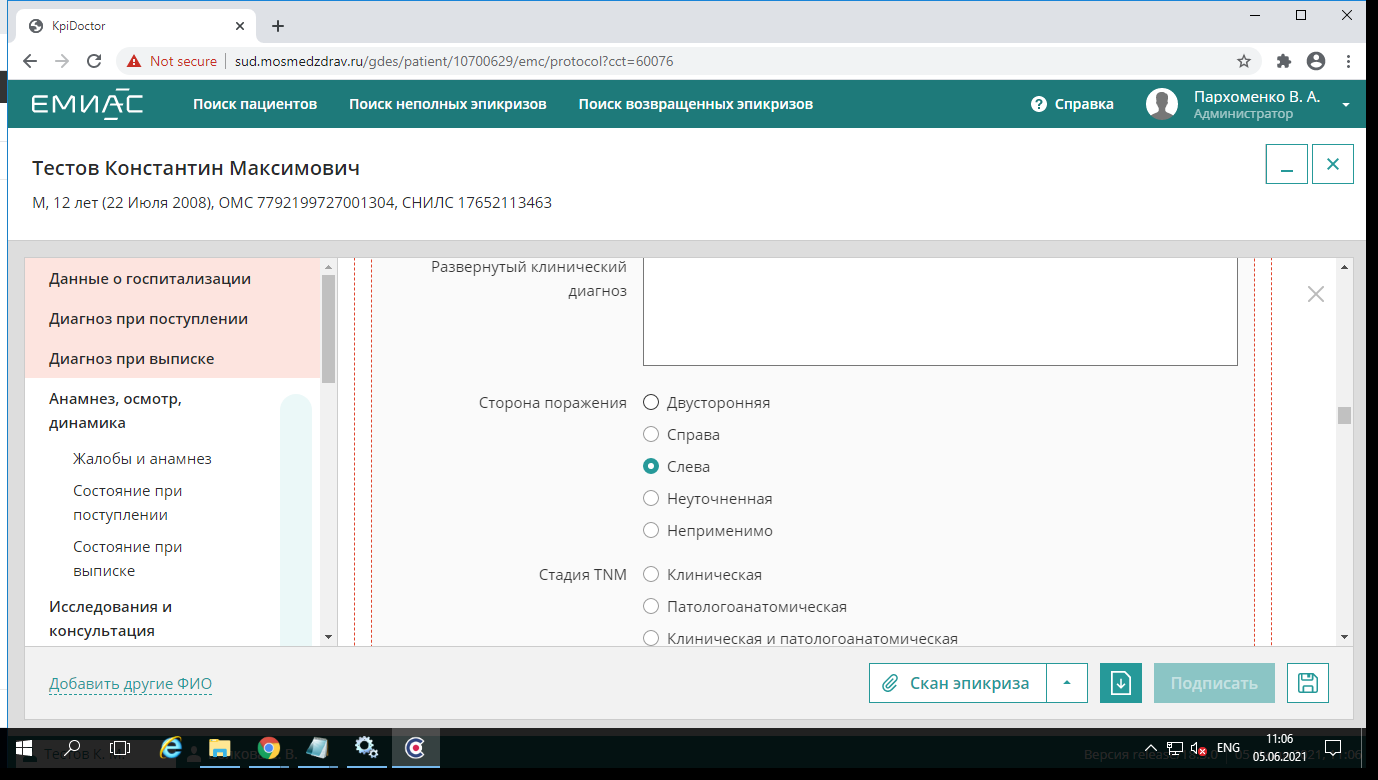 KpiDoctor
Not secure
sud.mosmedzdrav.ru/gdes/patient/10700629/emc/protocol?cct=60076
ЕМИАС
Поиск пациентов
Поиск неполных эпикризов
Поиск возвращенных эпикризов
Справка
Пархоменко В. А.
Администратор
Тестов Константин Максимович
М, 12 лет (22 Июля 2008), ОМС 7792199727001304, СНИЛС 17652113463
Данные о госпитализации
Диагноз при поступлении
Диагноз при выписке
Анамнез, осмотр,
динамика
Жалобы и анамнез
Состояние при
поступлении
Состояние при
выписке
Исследования и
консультация
Развернутый клинический
диагноз
Сторона поражения
Двусторонняя
Справа
Слева
Неуточненная
Неприменимо
Стадия TNM
Клиническая
Патологоанатомическая
Клиническая и патологоанатомическая
Добавить другие ФИО
Скан эпикриза
Подписать
Тестов К. М.
ENG
11:06
05.06.2021